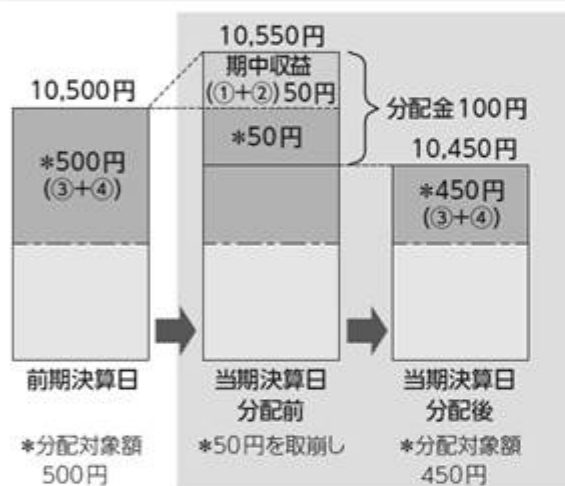 10,500円
*500円
(③+④)
前期決算日
*分配対象額
500円
10,550円
期中収益
(①+②)50円
*50円
分配金100円
当期決算日
分配前
*50円を取崩し
10,450円
*450円
(③+④)
当期決算日
分配後
*分配対象額
450円